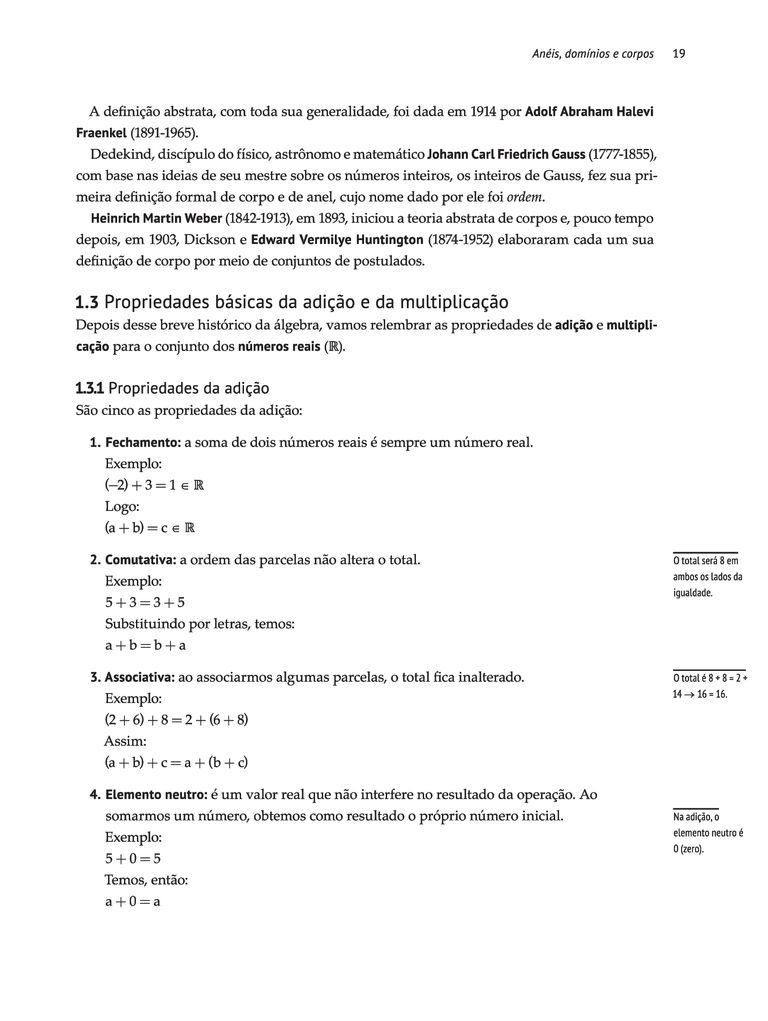 Anéis, domínios e corpos 19
A definição abstrata, com toda sua generalidade, foi dada em 1914 por Adolf Abraham Halevi
Fraenkel (1891-1965).
Dedekind, discípulo do físico, astrônomo e matemático Johann Carl Friedrich Gauss (1777-1855),
com base nas ideias de seu mestre sobre os números inteiros, os inteiros de Gauss, fez sua pri-
meira definição formal de corpo e de anel, cujo nome dado por ele foi ordem.
Heinrich Martin Weber (1842-1913), em 1893, iniciou a teoria abstrata de corpos e, pouco tempo
depois, em 1903, Dickson e Edward Vermilye Huntington (1874-1952) elaboraram cada um sua
definição de corpo por meio de conjuntos de postulados.
1.3 Propriedades básicas da adição e da multiplicação
Depois desse breve histórico da álgebra, vamos relembrar as propriedades de adição e multipli-
cação para o conjunto dos números reais (ℝ).
1.3.1 Propriedades da adição
São cinco as propriedades da adição:
1. Fechamento: a soma de dois números reais é sempre um número real.
Exemplo:
(–2) + 3 = 1 ∈ ℝ
Logo:
(a + b) = c ∈ ℝ
2. Comutativa: a ordem das parcelas não altera o total.
Exemplo:
5 + 3 = 3 + 5
Substituindo por letras, temos:
a + b = b + a
O total será 8 em
ambos os lados da
igualdade.
3. Associativa: ao associarmos algumas parcelas, o total fica inalterado.
Exemplo:
(2 + 6) + 8 = 2 + (6 + 8)
Assim:
(a + b) + c = a + (b + c)
O total é 8 + 8 = 2 +
14 → 16 = 16.
4. Elemento neutro: é um valor real que não interfere no resultado da operação. Ao
somarmos um número, obtemos como resultado o próprio número inicial.
Exemplo:
5 + 0 = 5
Temos, então:
a + 0 = a
Na adição, o
elemento neutro é
0 (zero).